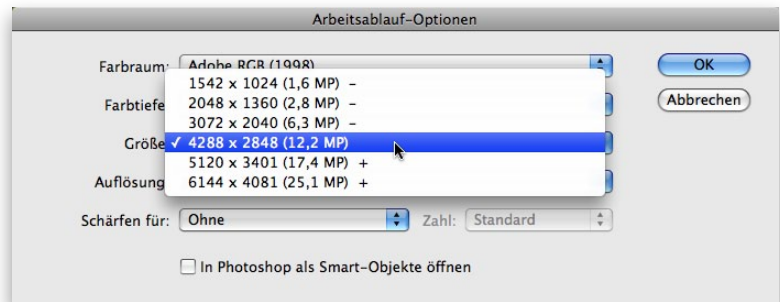 Arbeitsablauf-Optionen
Farbraum: Adobe RGB (1998)
OK
1542 x 1024 (1,6 MP) –
Farbtiefe
2048 x 1360 (2,8 MP) –
Abbrechen
3072 x 2040 (6,3 MP) –
Größe ✓ 4288 x 2848 (12,2 MP)
5120 x 3401 (17,4 MP) +
Auflösung
6144 x 4081 (25,1 MP) +
Schärfen für: Ohne Zahl: Standard
In Photoshop als Smart-Objekte öffnen